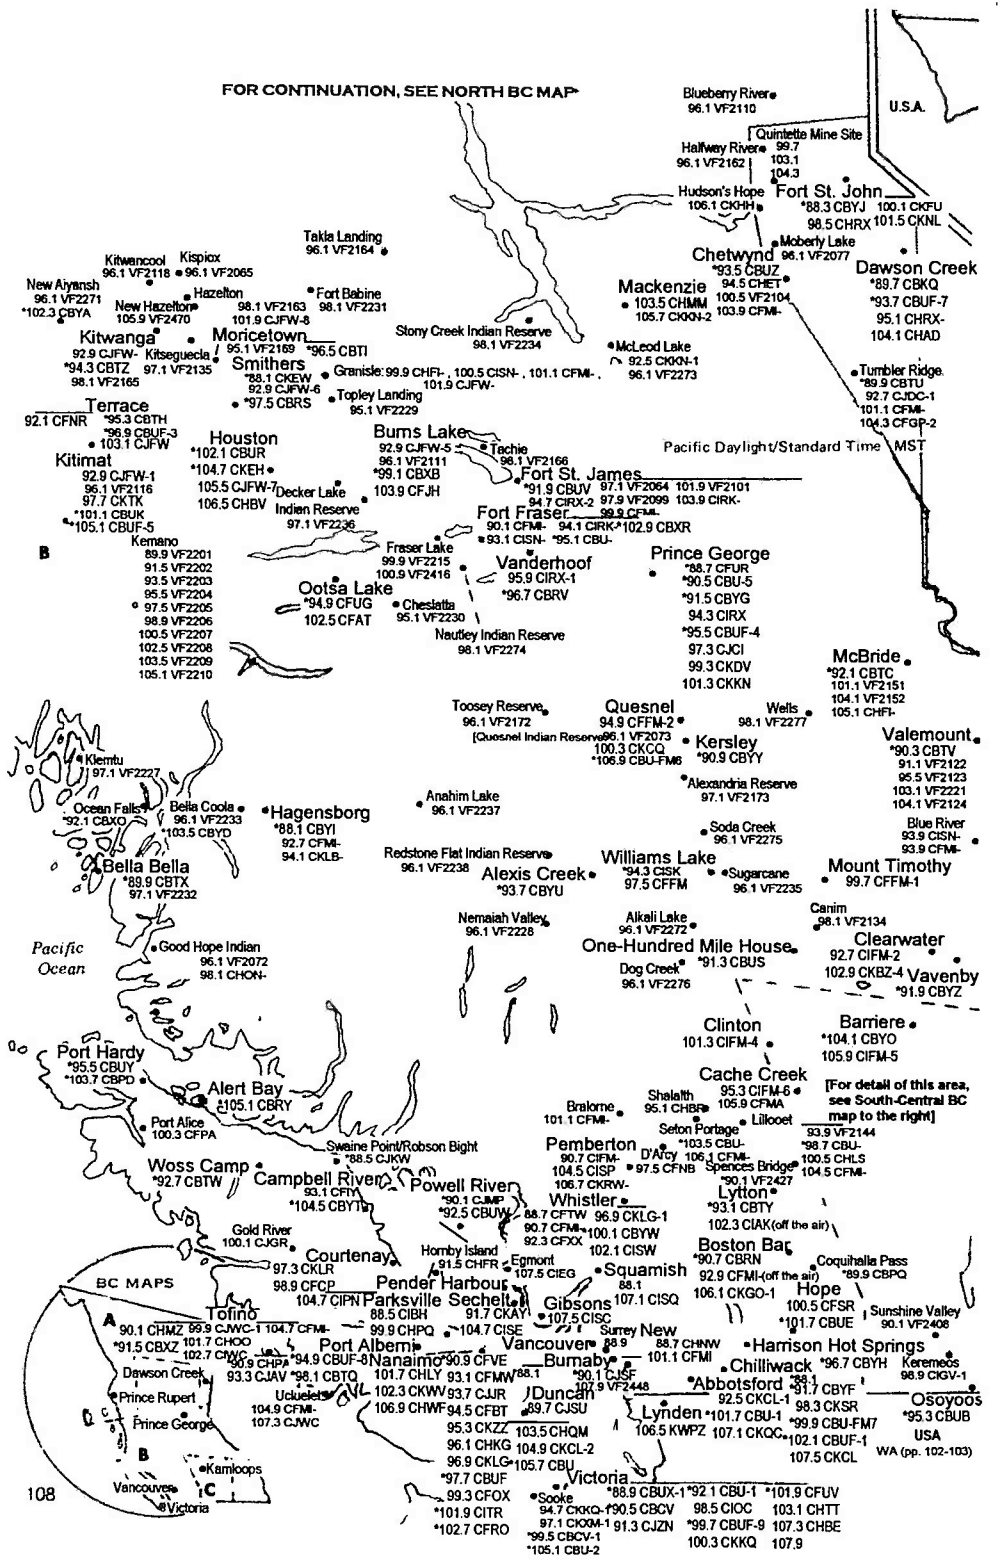 FOR CONTINUATION, SEE NORTH BC MAP
Blueberry River
96.1 VF2110
U.S.A.
Quintette Mine Site
99.7
103.1
104.3
Halfway River
96.1 VF2162
Hudson's Hope
106.1 CKHH
Fort St. John
*88.3 CBYJ 100.1 CKFU
98.5 CHRX 101.5 CKNL
Takla Landing
96.1 VF2164
Moberly Lake
96.1 VF2077
Chetwynd
*93.5 CBUZ
94.5 CHET
100.5 VF2104
103.9 CFMI-
Dawson Creek
*89.7 CBKQ
*93.7 CBUF-7
95.1 CHRX-
104.1 CHAD
Kitwancool
96.1 VF2118
Kispiox
96.1 VF2065
New Aiyansh
96.1 VF2271
*102.3 CBYA
Hazelton
New Hazelton
105.9 VF2470
98.1 VF2163
101.9 CJFW-8
Fort Babine
98.1 VF2231
Mackenzie
103.5 CHMM
105.7 CKKN-2
Stony Creek Indian Reserve
98.1 VF2234
Kitwanga
92.9 CJFW-
*94.3 CBTZ
98.1 VF2165
Kitseguecla
97.1 VF2135
Moricetown
95.1 VF2169 *96.5 CBTI
McLeod Lake
92.5 CKKN-1
96.1 VF2273
Smithers
*88.1 CKEW
92.9 CJFW-6
*97.5 CBRS
Granisle: 99.9 CHFI-, 100.5 CISN-, 101.1 CFMI-,
101.9 CJFW-
Topley Landing
95.1 VF2229
Tumbler Ridge
*89.9 CBTU
92.7 CJDC-1
101.1 CFMI-
104.3 CFGP-2
Terrace
92.1 CFNR *95.3 CBTH
*96.9 CBUF-3
103.1 CJFW
Pacific Daylight/Standard Time MST
Houston
*102.1 CBUR
*104.7 CKEH
105.5 CJFW-7
106.5 CHBV
Burns Lake
92.9 CJFW-5
96.1 VF2111
*99.1 CBXB
103.9 CFJH
Tachie
98.1 VF2166
Kitimat
92.9 CJFW-1
96.1 VF2116
97.7 CKTK
*101.1 CBUK
*105.1 CBUF-5
Decker Lake
Indian Reserve
97.1 VF2236
Fort St. James
*91.9 CBUV 97.1 VF2064 101.9 VF2101
94.7 CIRX-2 97.9 VF2099 103.9 CIRK-
99.9 CFMI-
Fort Fraser
90.1 CFMI- 94.1 CIRK- *102.9 CBXR
93.1 CISN- *95.1 CBU-
B
Kemano
89.9 VF2201
91.5 VF2202
93.5 VF2203
95.5 VF2204
97.5 VF2205
98.9 VF2206
100.5 VF2207
102.5 VF2208
103.5 VF2209
105.1 VF2210
Fraser Lake
99.9 VF2215
100.9 VF2416
Vanderhoof
95.9 CIRX-1
*96.7 CBRV
Prince George
*88.7 CFUR
*90.5 CBU-5
*91.5 CBYG
94.3 CIRX
*95.5 CBUF-4
97.3 CJCI
99.3 CKDV
101.3 CKKN
Ootsa Lake
*94.9 CFUG
102.5 CFAT
Cheslatta
95.1 VF2230
Nautley Indian Reserve
98.1 VF2274
McBride
*92.1 CBTC
101.1 VF2151
104.1 VF2152
105.1 CHFI-
Toosey Reserve
96.1 VF2172
Quesnel
94.9 CFFM-2
[Quesnel Indian Reserve 96.1 VF2073
100.3 CKCQ
*106.9 CBU-FM6
Wells
98.1 VF2277
Kersley
*90.9 CBYY
Valemount
*90.3 CBTV
91.1 VF2122
95.5 VF2123
103.1 VF2221
104.1 VF2124
Klemtu
97.1 VF2227
Alexandria Reserve
97.1 VF2173
Ocean Falls
*92.1 CBXO
Bella Coola
96.1 VF2233
*103.5 CBYD
Hagensborg
*88.1 CBYI
92.7 CFMI-
94.1 CKLB-
Anahim Lake
96.1 VF2237
Soda Creek
96.1 VF2275
Blue River
93.9 CISN-
93.9 CFMI-
Bella Bella
*89.9 CBTX
97.1 VF2232
Redstone Flat Indian Reserve
96.1 VF2238
Alexis Creek
*93.7 CBYU
Williams Lake
*94.3 CISK
97.5 CFFM
Sugarcane
96.1 VF2235
Mount Timothy
99.7 CFFM-1
Nemaiah Valley
96.1 VF2228
Alkali Lake
96.1 VF2272
Canim
98.1 VF2134
Pacific
Ocean
Good Hope Indian
96.1 VF2072
98.1 CHON-
One-Hundred Mile House
*91.3 CBUS
Dog Creek
96.1 VF2276
Clearwater
92.7 CIFM-2
102.9 CKBZ-4
Vavenby
*91.9 CBYZ
Clinton
101.3 CIFM-4
Barriere
*104.1 CBYO
105.9 CIFM-5
Port Hardy
*95.5 CBUY
*103.7 CBPD
Alert Bay
*105.1 CBRY
Cache Creek
95.3 CIFM-6
105.9 CFMA
[For detail of this area,
see South-Central BC
map to the right]
Port Alice
100.3 CFPA
Bralorne
101.1 CFMI-
Shalalth
95.1 CHBR
Lillooet
93.9 VF2144
*98.7 CBU-
100.5 CHLS
104.5 CFMI-
Seton Portage
*103.5 CBU-
106.1 CFMI-
Swaine Point/Robson Bight
*88.5 CJKW
Pemberton
90.7 CIFM-
104.5 CISP
106.7 CKRW-
D'Arcy
97.5 CFNB
Spences Bridge
*90.1 VF2427
Woss Camp
*92.7 CBTW
Campbell River
93.1 CFIY
*104.5 CBYT
Powell River
*90.1 CJMP
*92.5 CBUW
Lytton
*93.1 CBTY
102.3 CIAK (off the air)
Whistler
88.7 CFTW 96.9 CKLG-1
90.7 CFMI- *100.1 CBYW
92.3 CFXX 102.1 CISW
Gold River
100.1 CJGR
Boston Bar
*90.7 CBRN
92.9 CFMI-(off the air)
106.1 CKGO-1
Coquihalla Pass
*89.9 CBPQ
Courtenay
97.3 CKLR
98.9 CFCP
Hornby Island
91.5 CHFR
Egmont
107.5 CIEG
Squamish
88.1
107.1 CISQ
Hope
100.5 CFSR
*101.7 CBUE
Pender Harbour
104.7 CIPN
Parksville
88.5 CIBH
99.9 CHPQ
Sechelt
91.7 CKAY
104.7 CISE
Gibsons
107.5 CISC
Sunshine Valley
90.1 VF2408
BC MAPS
A
Tofino
90.1 CHMZ 99.9 CJWC-1 104.7 CFMI-
*91.5 CBXZ 101.7 CHOO
102.7 CIWC
Port Alberni
90.9 CHPA *94.9 CBUF-8
93.3 CJAV *98.1 CBTQ
Nanaimo
101.7 CHLY
102.3 CKWV
106.9 CHWF
Vancouver
*90.9 CFVE 88.1
93.1 CFMW
93.7 CJJR
94.5 CFBT
95.3 CKZZ 103.5 CHQM
96.1 CHKG 104.9 CKCL-2
96.9 CKLG *105.7 CBU
*97.7 CBUF
99.3 CFOX
*101.9 CITR
*102.7 CFRO
Surrey
88.9
107.9 VF2448
New
88.7 CHNW
101.1 CFMI
Burnaby
*90.1 CJSF
Harrison Hot Springs
*96.7 CBYH
Keremeos
98.9 CIGV-1
Chilliwack
88.1
*91.7 CBYF
98.3 CKSR
*99.9 CBU-FM7
*102.1 CBUF-1
107.5 CKCL
Abbotsford
92.5 CKCL-1
*101.7 CBU-1
107.1 CKQC
Osoyoos
*95.3 CBUB
USA
WA (pp. 102-103)
Duncan
*89.7 CJSU
Lynden
106.5 KWPZ
Ucluelet
104.9 CFMI-
107.3 CJWC
Dawson Creek
Prince Rupert
Prince George
B
Kamloops
C
Vancouver
Victoria
108
Victoria
*88.9 CBUX-1 *92.1 CBU-1 *101.9 CFUV
*90.5 CBCV 98.5 CIOC 103.1 CHTT
91.3 CJZN *99.7 CBUF-9 107.3 CHBE
100.3 CKKQ 107.9
Sooke
94.7 CKKQ-1
97.1 CKXM-1
*99.5 CBCV-1
*105.1 CBU-2